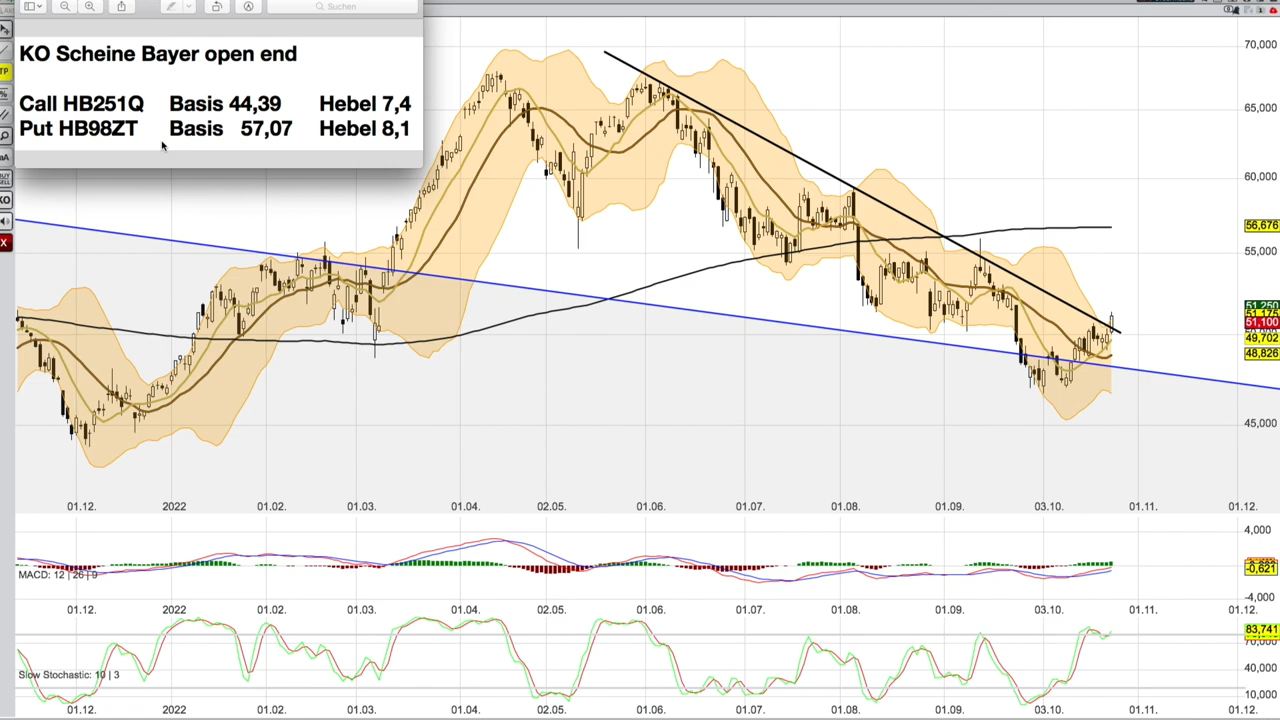 Suchen
KO Scheine Bayer open end
Call HB251Q Basis 44,39 Hebel 7,4
Put HB98ZT Basis 57,07 Hebel 8,1
TP
%
aA
BUY
SELL
KO
X
70,000
65,000
60,000
56,676
55,000
51,250
51,100
49,702
48,826
45,000
01.12. 2022 01.02. 01.03. 01.04. 02.05. 01.06. 01.07. 01.08. 01.09. 03.10. 01.11. 01.12.
4,000
-0,621
MACD: 12 | 26 | 9
-4,000
01.12. 2022 01.02. 01.03. 01.04. 02.05. 01.06. 01.07. 01.08. 01.09. 03.10. 01.11. 01.12.
83,741
70,000
40,000
Slow Stochastic: 10 | 3
10,000
01.12. 2022 01.02. 01.03. 01.04. 02.05. 01.06. 01.07. 01.08. 01.09. 03.10. 01.11. 01.12.